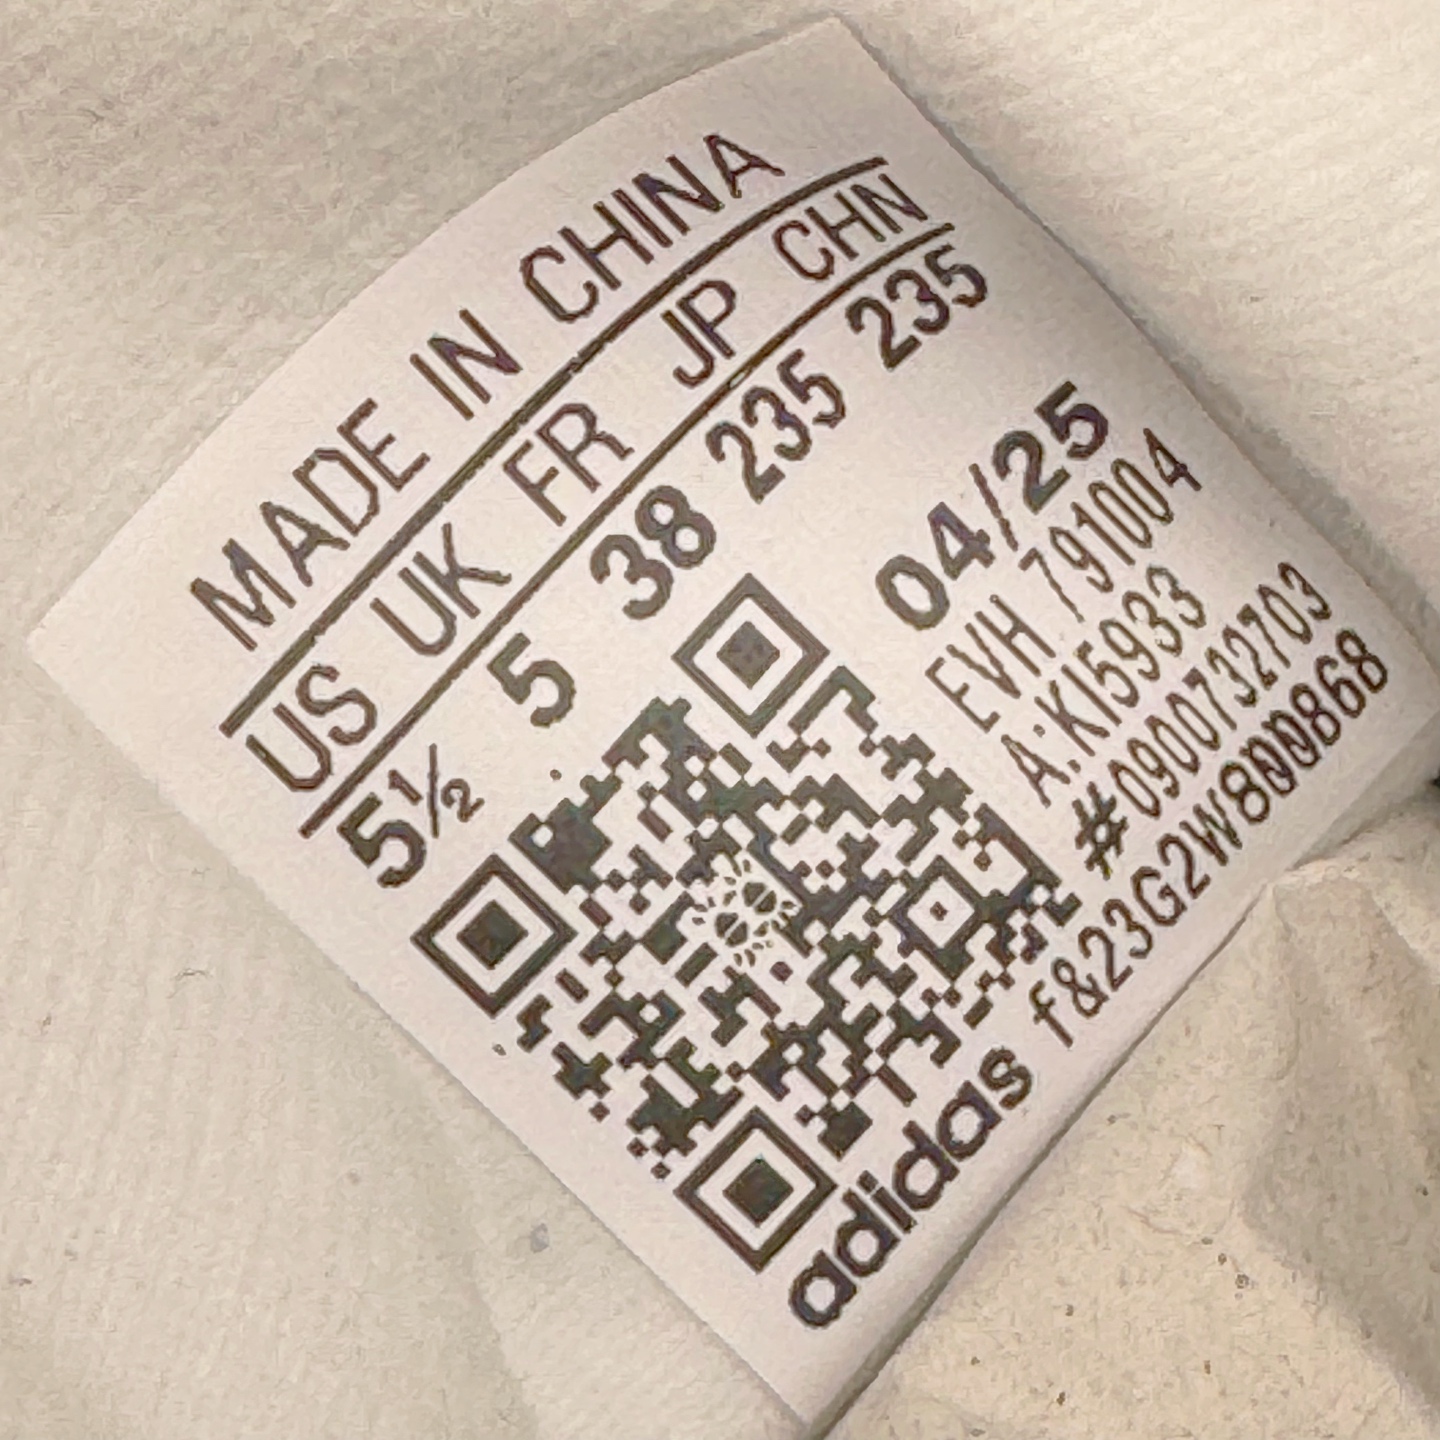 MADE IN CHINA
US UK FR JP CHN
5½ 5 38 235 235
04/25
EVH 791004
A:KI5933
#0900732703
adidas